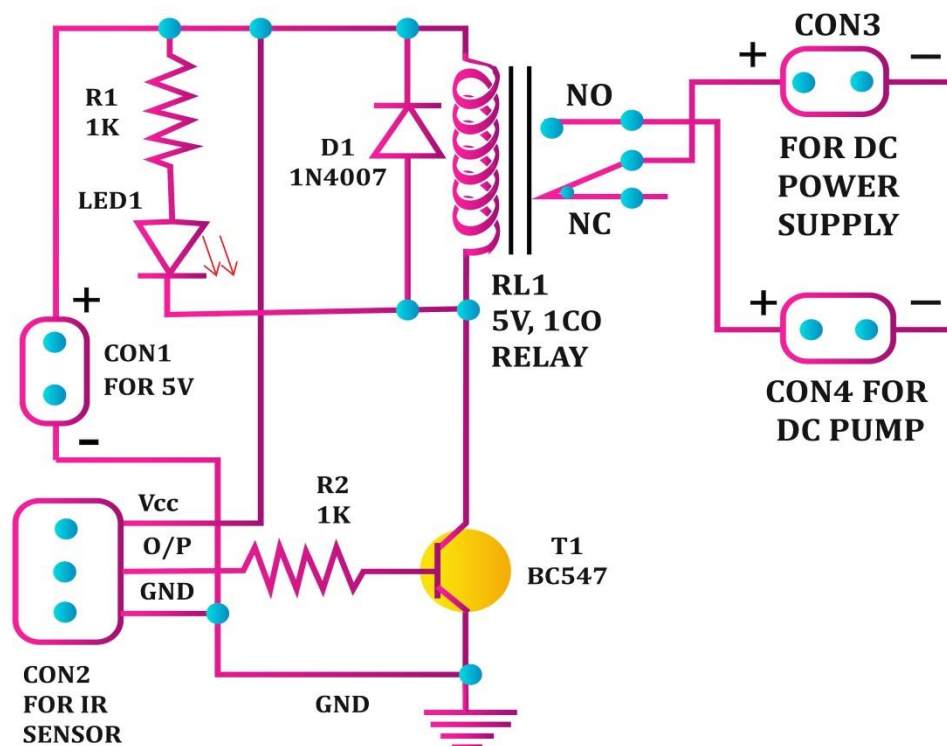 R1
1K
LED1
+
CON1
FOR 5V
-
D1
1N4007
RL1
5V, 1CO
RELAY
NO
NC
CON3
+
–
FOR DC
POWER
SUPPLY
+
–
CON4 FOR
DC PUMP
Vcc
O/P
GND
CON2
FOR IR
SENSOR
R2
1K
T1
BC547
GND